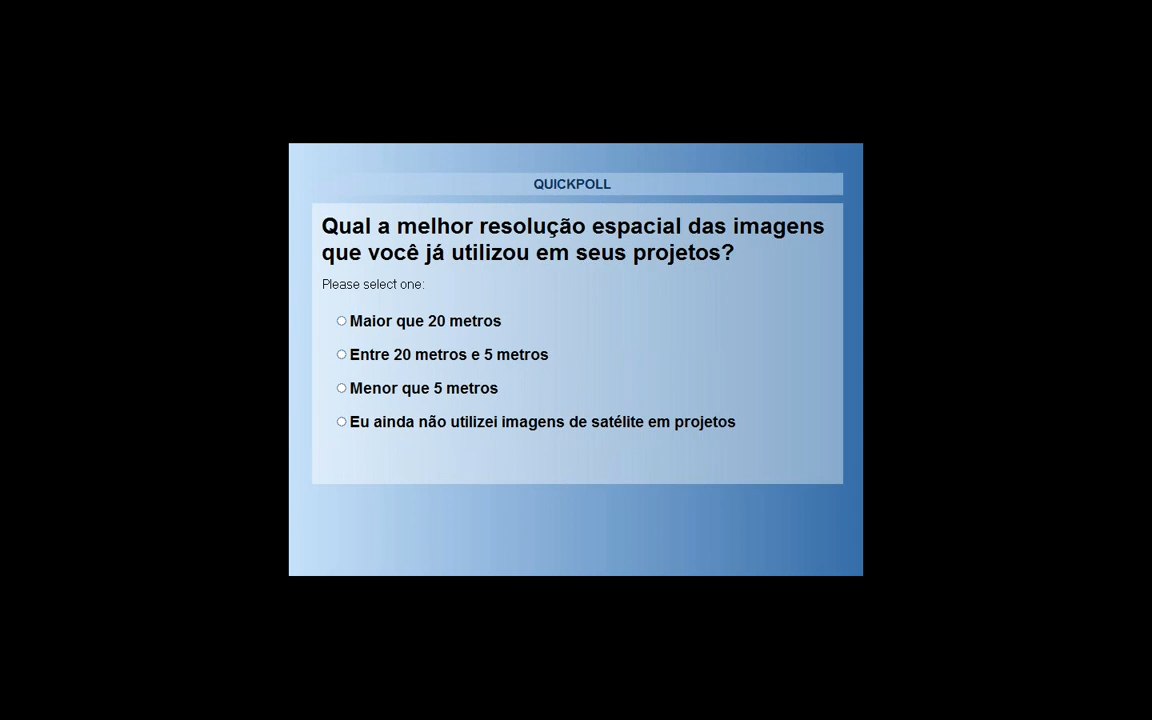 QUICKPOLL
Qual a melhor resolução espacial das imagens
que você já utilizou em seus projetos?
Please select one:
Maior que 20 metros
Entre 20 metros e 5 metros
Menor que 5 metros
Eu ainda não utilizei imagens de satélite em projetos